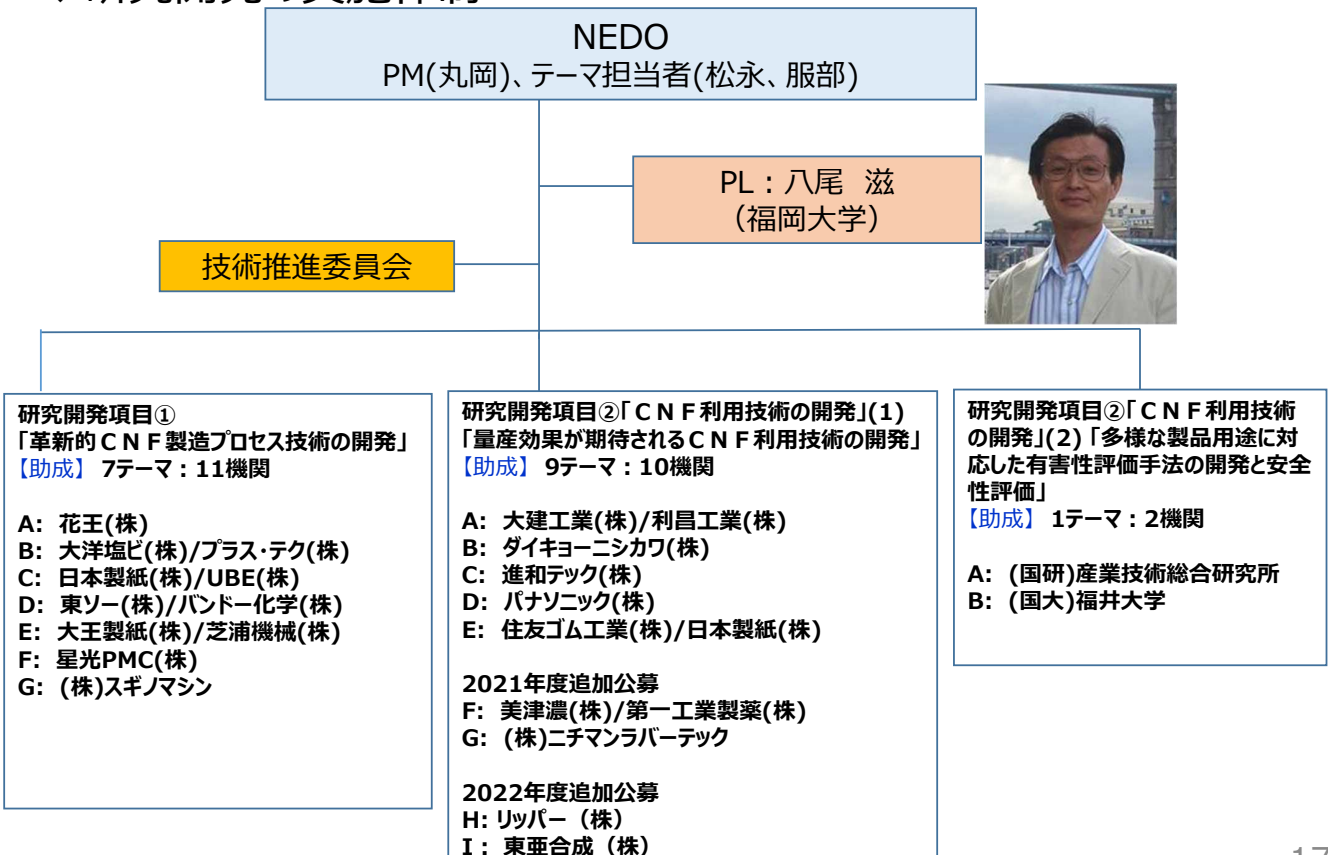 NEDO
PM(丸岡)、テーマ担当者(松永、服部)
PL：八尾 滋
（福岡大学）
技術推進委員会
研究開発項目①
「革新的ＣＮＦ製造プロセス技術の開発」
【助成】 7テーマ：11機関
A: 花王(株)
B: 大洋塩ビ(株)/プラス・テク(株)
C: 日本製紙(株)/UBE(株)
D: 東ソー(株)/バンドー化学(株)
E: 大王製紙(株)/芝浦機械(株)
F: 星光PMC(株)
G: (株)スギノマシン
研究開発項目②「ＣＮＦ利用技術の開発」(1)
「量産効果が期待されるＣＮＦ利用技術の開発」
【助成】 9テーマ：10機関
A: 大建工業(株)/利昌工業(株)
B: ダイキョーニシカワ(株)
C: 進和テック(株)
D: パナソニック(株)
E: 住友ゴム工業(株)/日本製紙(株)
2021年度追加公募
F: 美津濃(株)/第一工業製薬(株)
G: (株)ニチマンラバーテック
2022年度追加公募
H: リッパー（株）
I： 東亜合成（株）
研究開発項目②「ＣＮＦ利用技術
の開発」(2)「多様な製品用途に対
応した有害性評価手法の開発と安全
性評価」
【助成】 1テーマ：2機関
A: (国研)産業技術総合研究所
B: (国大)福井大学
17